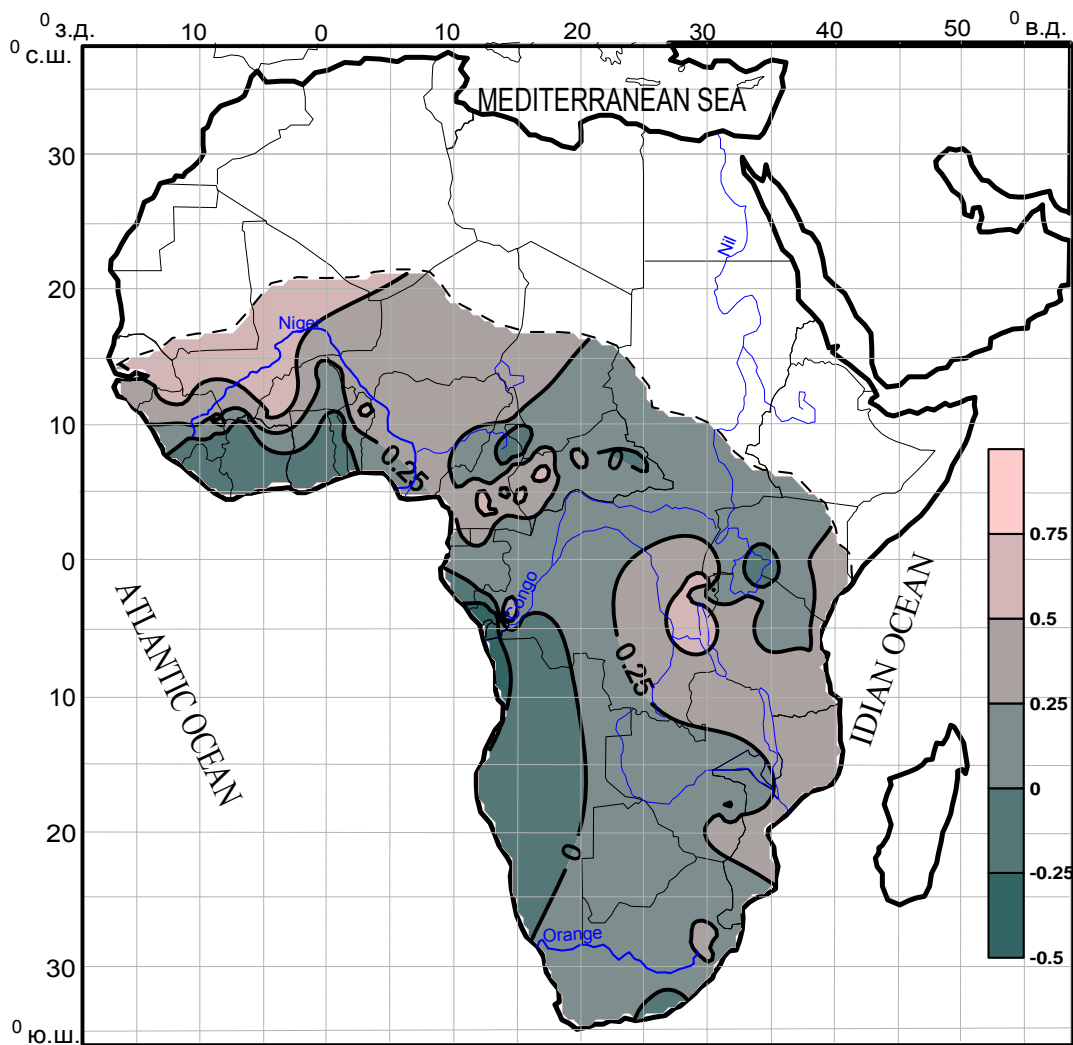 ⁰ з.д. 10 0 10 20 30 40 50 ⁰ в.д.
⁰ с.ш.
MEDITERRANEAN SEA
30
Nil
20
Niger
10
0.25
0
0
0.75
0
Congo
ATLANTIC OCEAN
IDIAN OCEAN
0.5
0.25
10
0.25
0
20
0
-0.25
Orange
30
-0.5
⁰ ю.ш.